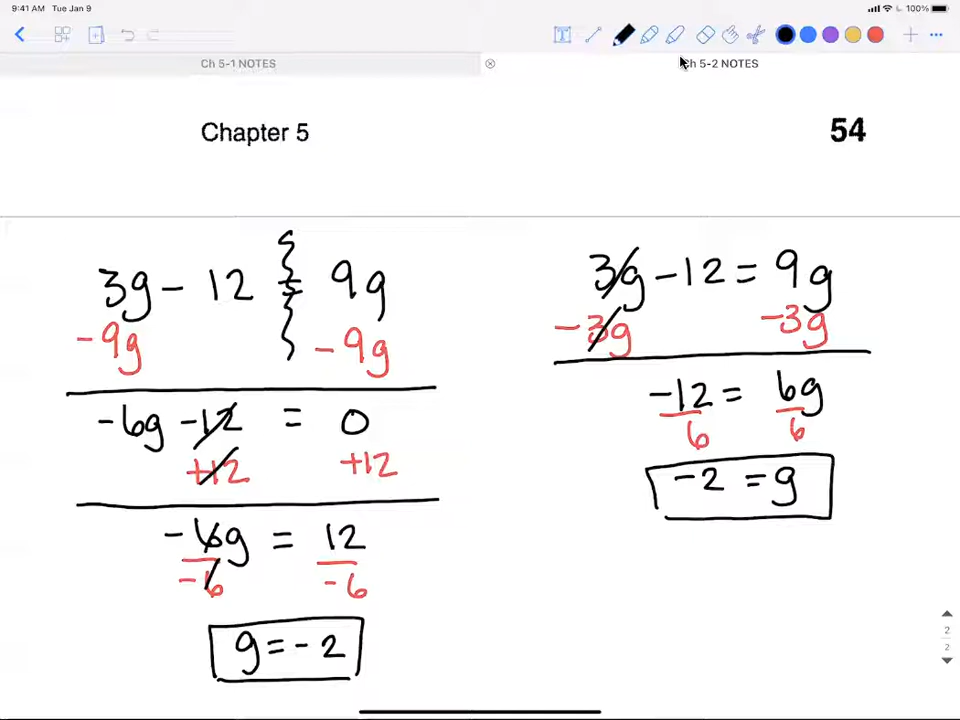 9:41 AM Tue Jan 9
100%
Ch 5-1 NOTES
Ch 5-2 NOTES
Chapter 5
54
3g - 12 = 9g
-9g -9g
-6g -12 = 0
+12 +12
-6g = 12
-6 -6
g = -2
3g -12 = 9g
-3g -3g
-12 = 6g
6 6
-2 = g
2
2